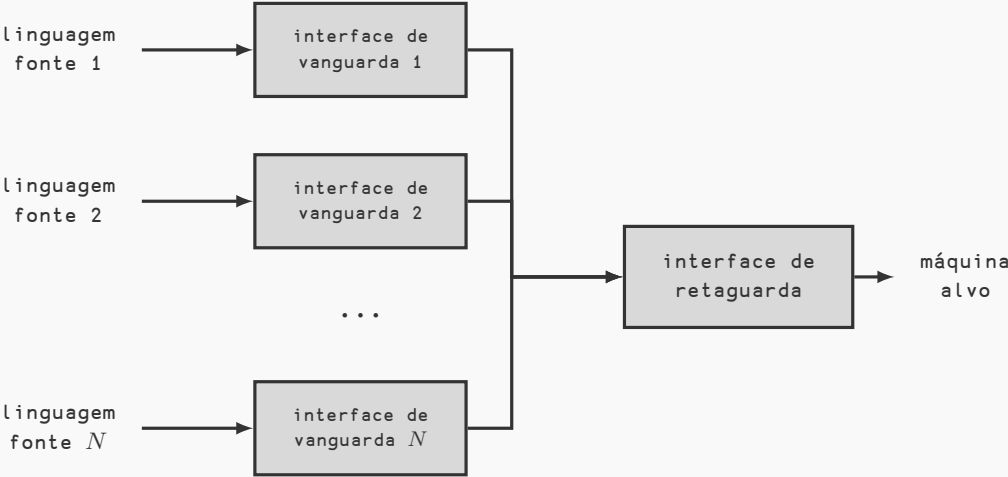 linguagem
fonte 1
interface de
vanguarda 1
linguagem
fonte 2
interface de
vanguarda 2
interface de
retaguarda
máquina
alvo
...
linguagem
fonte N
interface de
vanguarda N